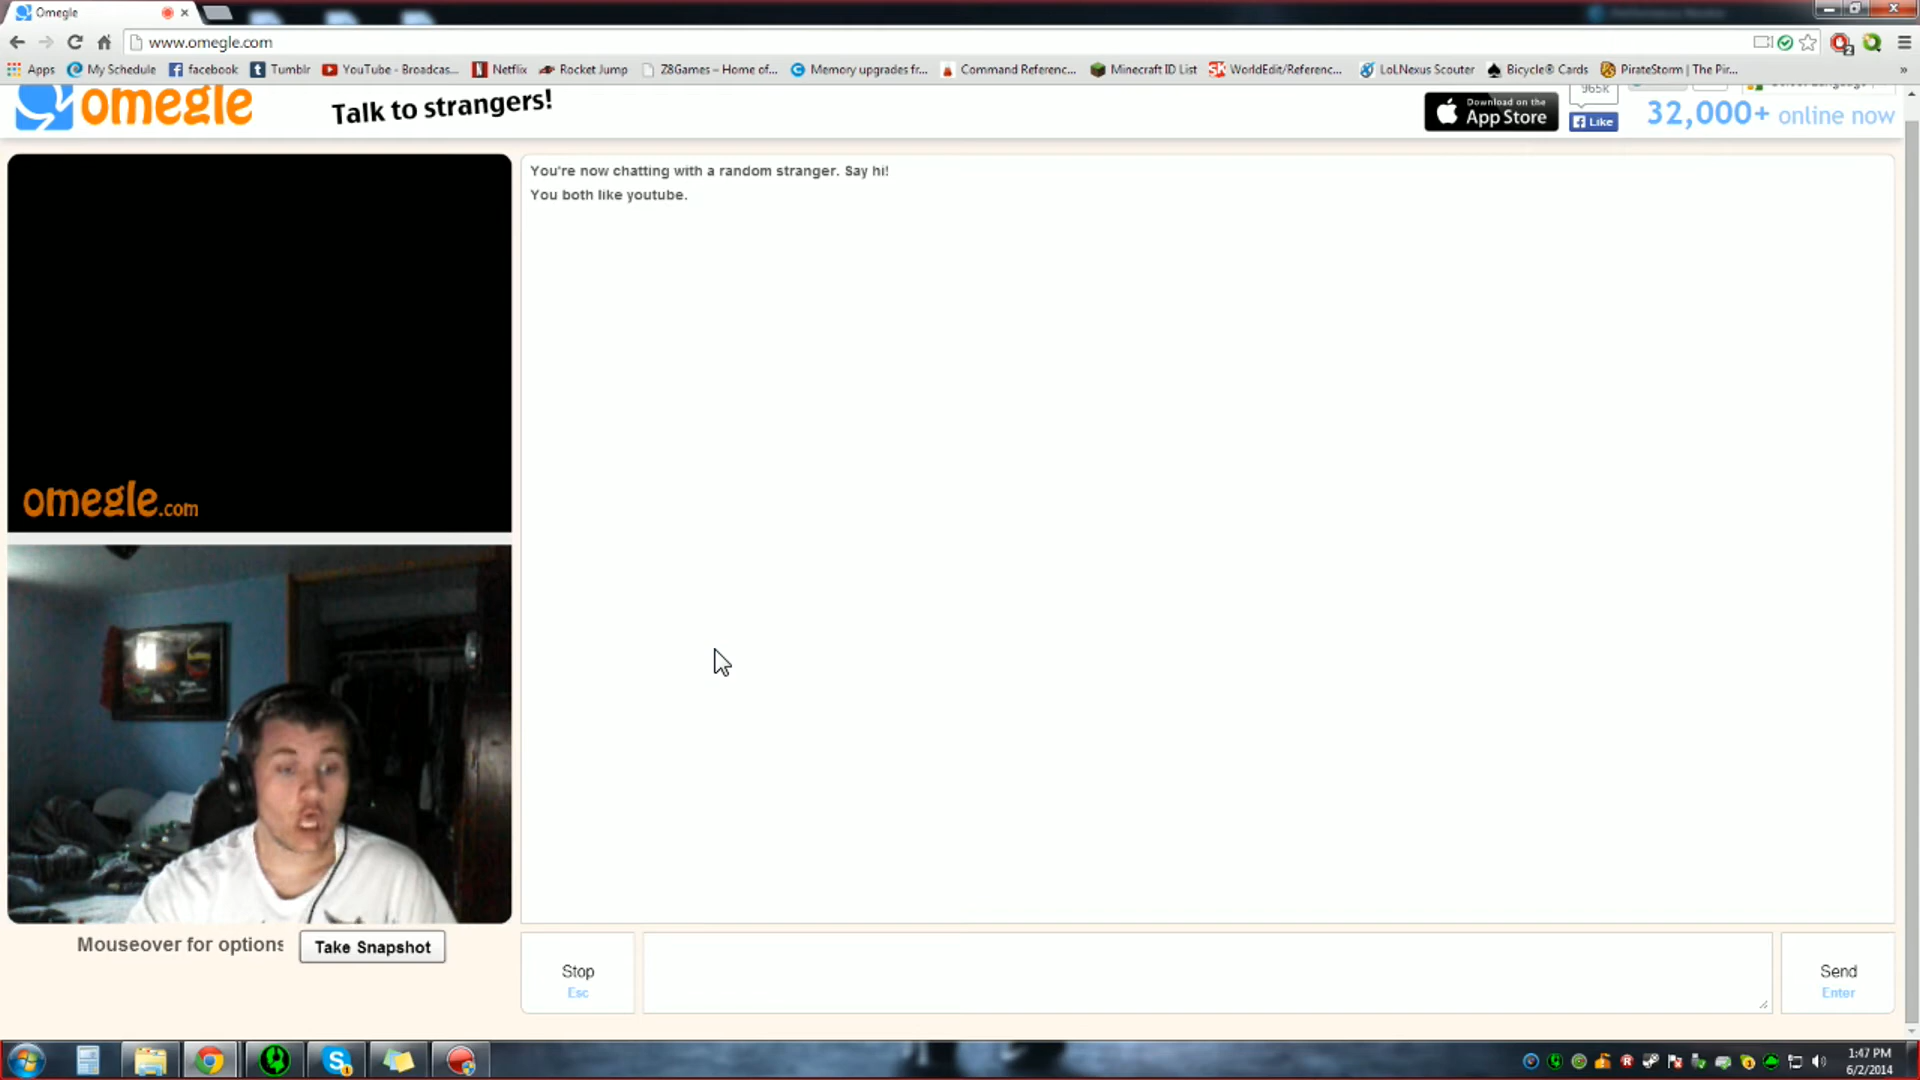 Omegle
www.omegle.com
Apps My Schedule facebook Tumblr YouTube - Broadcas... Netflix Rocket Jump Z8Games – Home of... Memory upgrades fr... Command Referenc... Minecraft ID List WorldEdit/Referenc... LoLNexus Scouter Bicycle® Cards PirateStorm | The Pir... »
omegle Talk to strangers! Download on the App Store 965k Like 32,000+ online now
You're now chatting with a random stranger. Say hi!
You both like youtube.
omegle.com
Mouseover for options Take Snapshot
Stop
Esc
Send
Enter
1:47 PM
6/2/2014